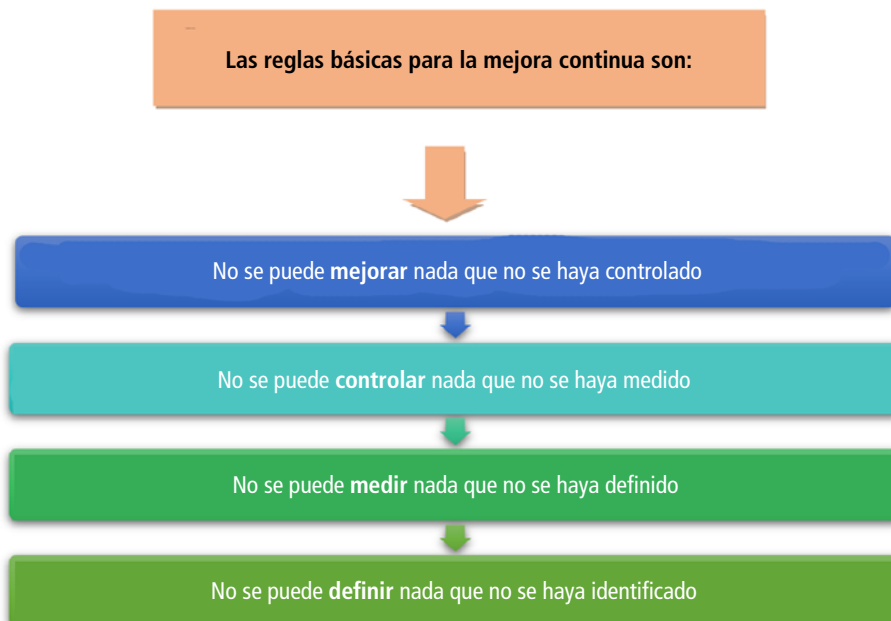 Las reglas básicas para la mejora continua son:
No se puede mejorar nada que no se haya controlado
No se puede controlar nada que no se haya medido
No se puede medir nada que no se haya definido
No se puede definir nada que no se haya identificado